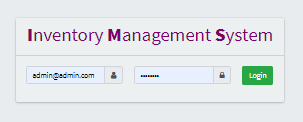 Inventory Management System
admin@admin.com •••••••• Login